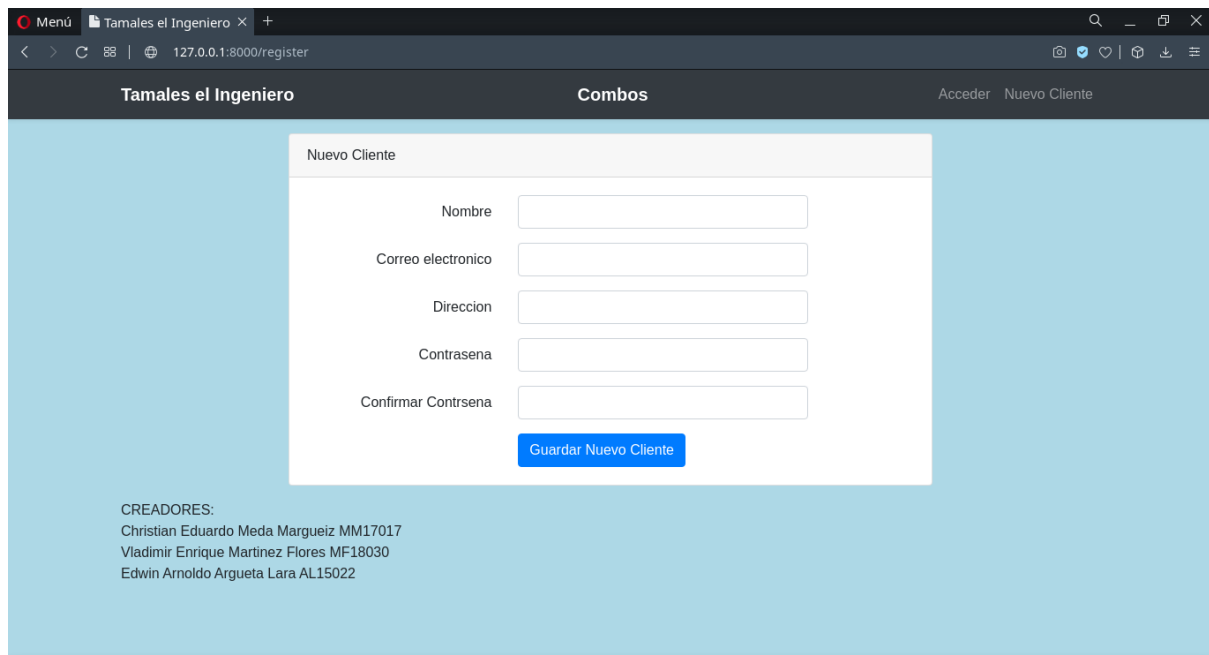 Menú Tamales el Ingeniero
127.0.0.1:8000/register
Tamales el Ingeniero Combos Acceder Nuevo Cliente
Nuevo Cliente
Nombre
Correo electronico
Direccion
Contrasena
Confirmar Contrsena
Guardar Nuevo Cliente
CREADORES:
Christian Eduardo Meda Margueiz MM17017
Vladimir Enrique Martinez Flores MF18030
Edwin Arnoldo Argueta Lara AL15022